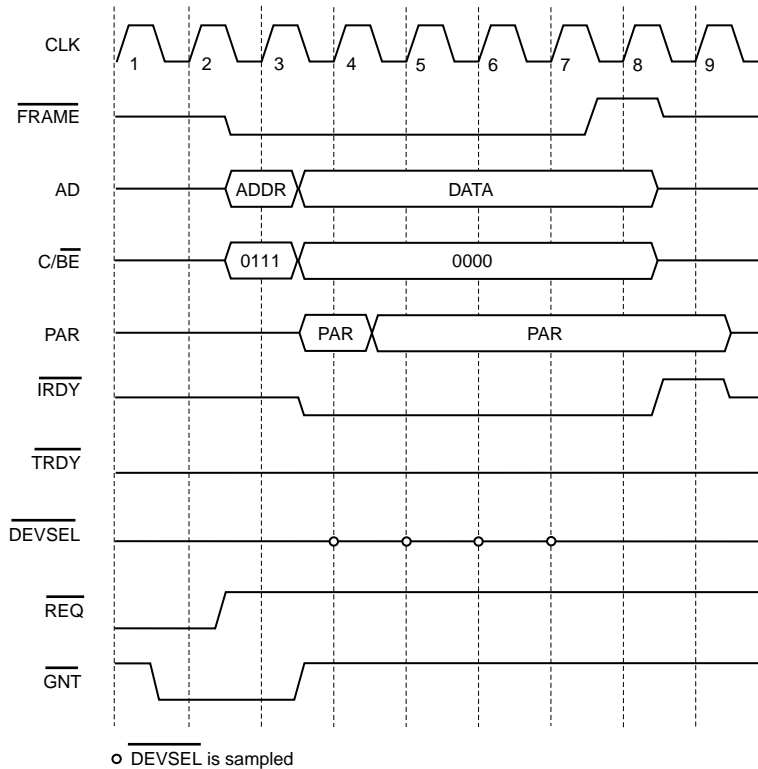 CLK
1 2 3 4 5 6 7 8 9
FRAME
AD
ADDR DATA
C/BE
0111 0000
PAR
PAR PAR
IRDY
TRDY
DEVSEL
REQ
GNT
DEVSEL is sampled